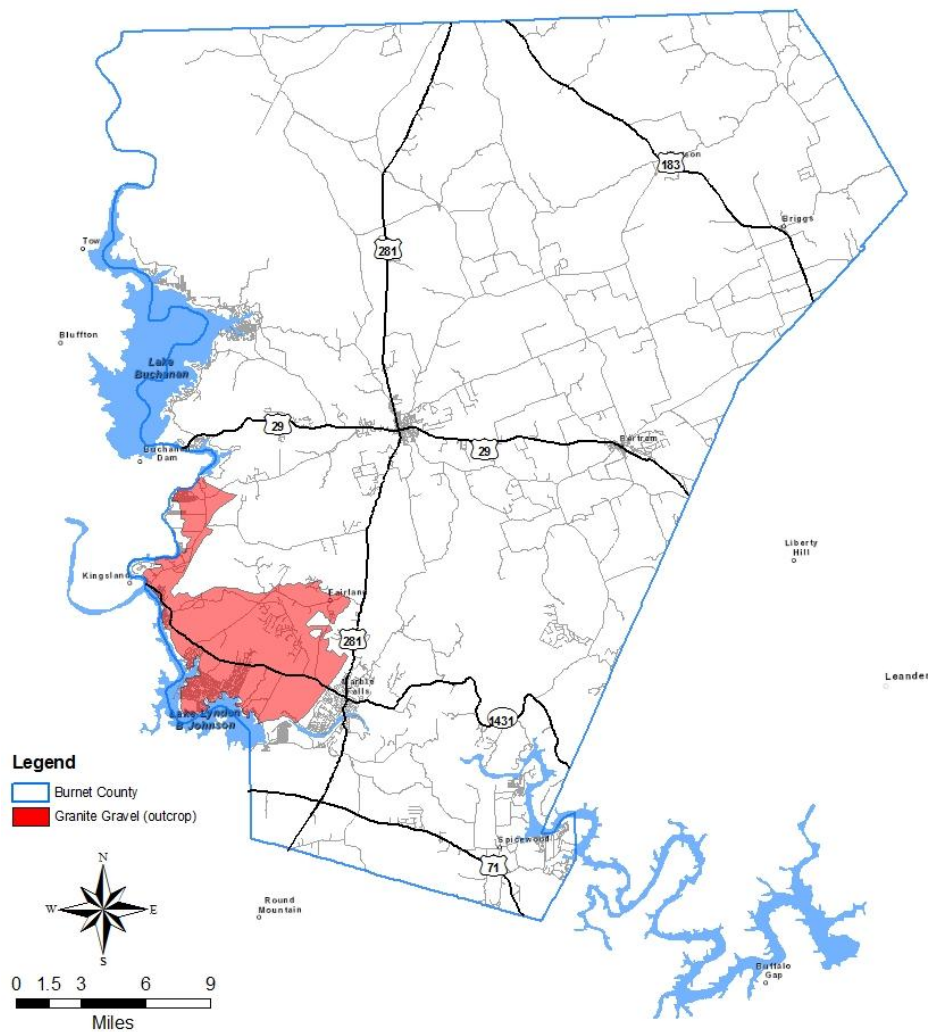 183
Briggs
281
Tow
Bluffton
Lake
Buchanan
29
29
Bertram
Buchanan
Dam
Liberty
Hill
Kingsland
Fairland
281
Leander
Marble
Falls
Lake Lyndon
B Johnson
1431
Legend
Burnet County
Granite Gravel (outcrop)
Spicewood
71
N
W
E
S
Round
Mountain
Buffalo
Gap
0 1.5 3 6 9
Miles